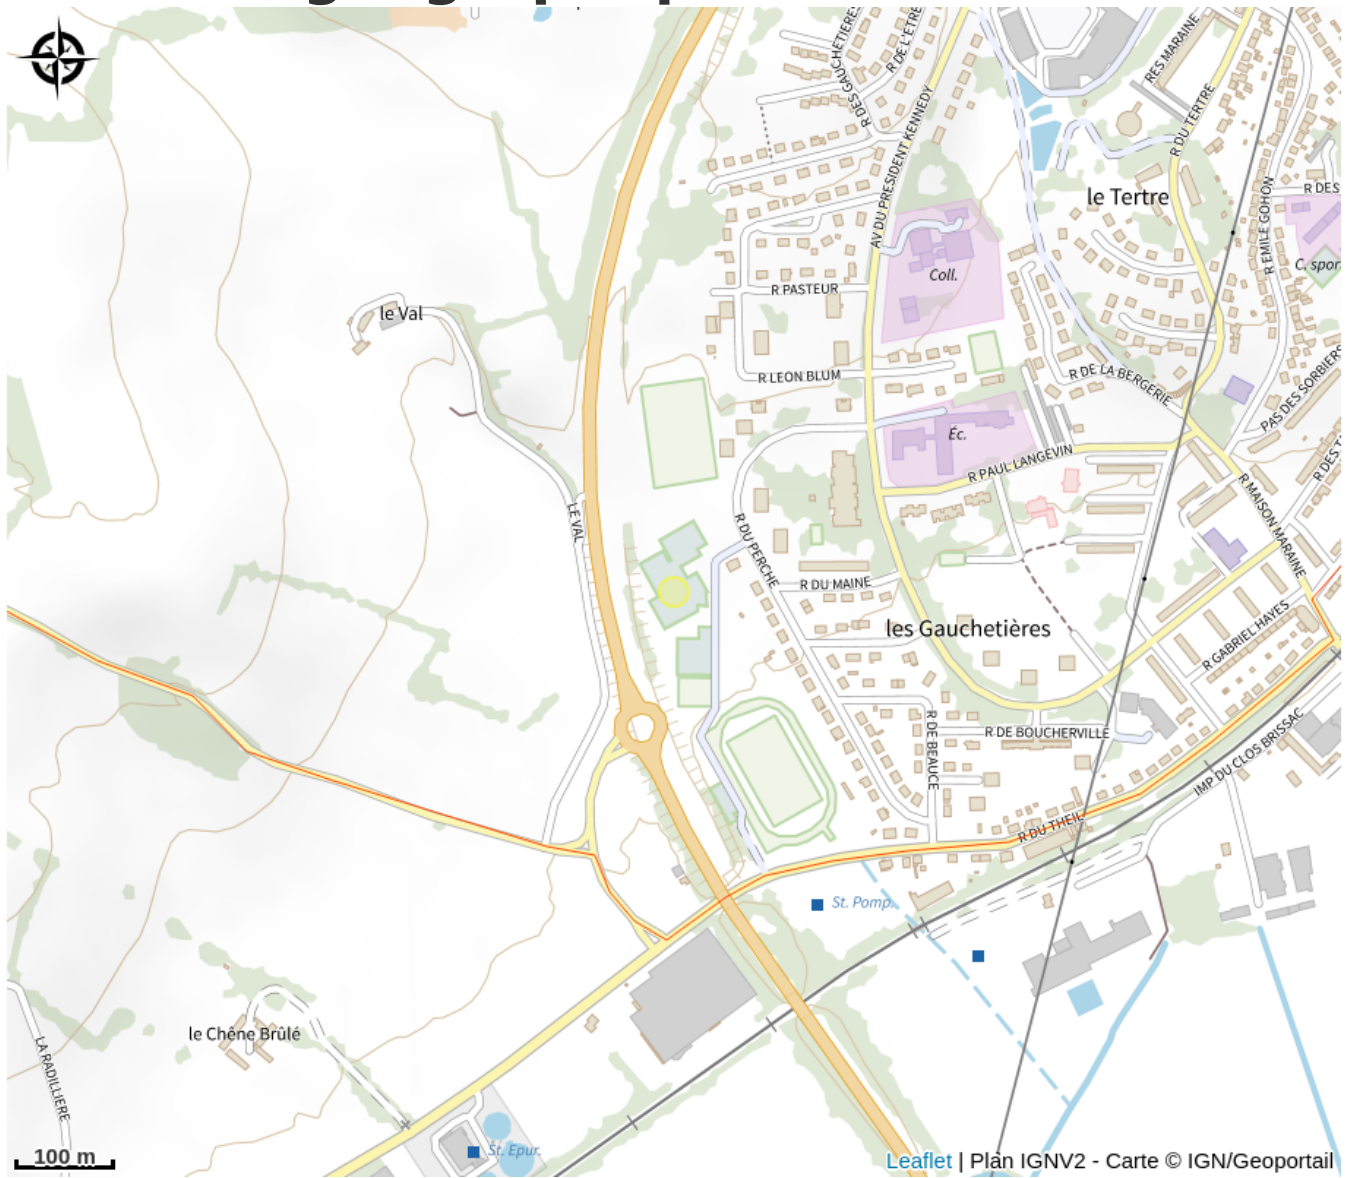 R DES GAUCHETIERES
R DE L'ETRE
AV DU PRESIDENT KENNEDY
RES MARAINE
R DU TERTRE
le Tertre
R EMILE GOHON
R DES
C. spor
Coll.
R PASTEUR
le Val
R LEON BLUM
R DE LA BERGERIE
PAS DES SORBIERS
Éc.
R PAUL LANGEVIN
R DES T
R MAISON MARAINE
LE VAL
R DU PERCHE
R DU MAINE
les Gauchetières
R GABRIEL HAYES
R DE BEAUCE
R DE BOUCHERVILLE
IMP DU CLOS BRISSAC
R DU THEIL
St. Pomp.
le Chêne Brûlé
LA RADILLIERE
St. Epur.
100 m
Leaflet | Plan IGNV2 - Carte © IGN/Geoportail